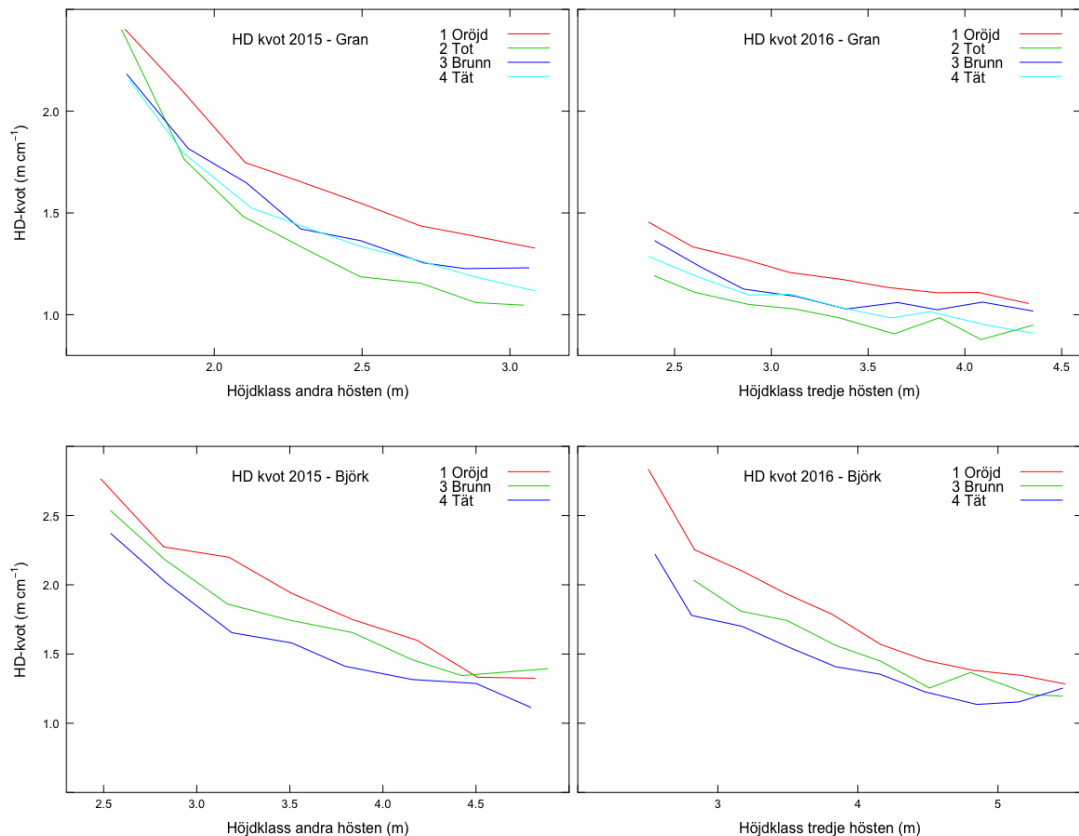 HD kvot 2015 - Gran
1 Oröjd
2 Tot
3 Brunn
4 Tät
HD-kvot (m cm⁻¹)
2.0
1.5
1.0
2.0
2.5
3.0
Höjdklass andra hösten (m)
HD kvot 2016 - Gran
1 Oröjd
2 Tot
3 Brunn
4 Tät
2.5
3.0
3.5
4.0
4.5
Höjdklass tredje hösten (m)
HD kvot 2015 - Björk
1 Oröjd
3 Brunn
4 Tät
HD-kvot (m cm⁻¹)
2.5
2.0
1.5
1.0
2.5
3.0
3.5
4.0
4.5
Höjdklass andra hösten (m)
HD kvot 2016 - Björk
1 Oröjd
3 Brunn
4 Tät
3
4
5
Höjdklass tredje hösten (m)